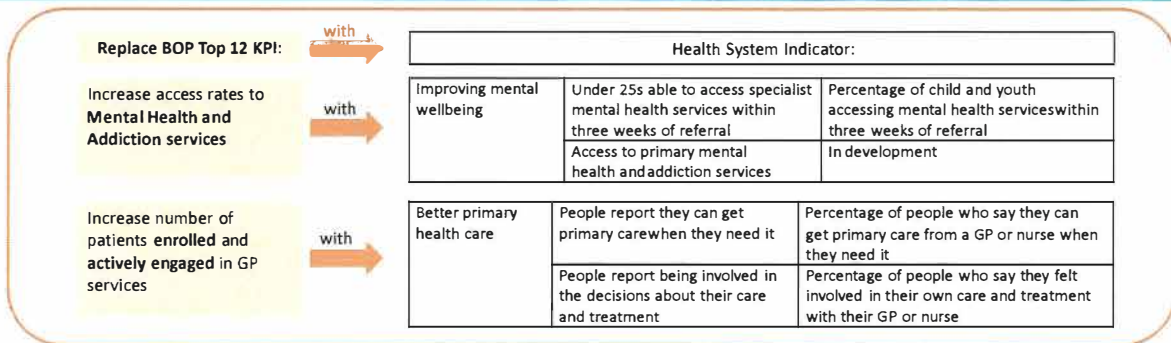 Replace BOP Top 12 KPI:
with
Health System Indicator:
Increase access rates to
Mental Health and
Addiction services
with
Improving mental
wellbeing
Under 25s able to access specialist
mental health services within
three weeks of referral
Percentage of child and youth
accessing mental health serviceswithin
three weeks of referral
Access to primary mental
health andaddiction services
In development
Increase number of
patients enrolled and
actively engaged in GP
services
with
Better primary
health care
People report they can get
primary carewhen they need it
Percentage of people who say they can
get primary care from a GP or nurse when
they need it
People report being involved in
the decisions about their care
and treatment
Percentage of people who say they felt
involved in their own care and treatment
with their GP or nurse